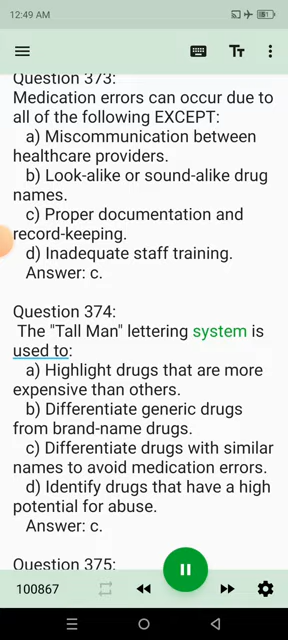 12:49 AM
Question 373:
Medication errors can occur due to
all of the following EXCEPT:
a) Miscommunication between
healthcare providers.
b) Look-alike or sound-alike drug
names.
c) Proper documentation and
record-keeping.
d) Inadequate staff training.
Answer: c.
Question 374:
The "Tall Man" lettering system is
used to:
a) Highlight drugs that are more
expensive than others.
b) Differentiate generic drugs
from brand-name drugs.
c) Differentiate drugs with similar
names to avoid medication errors.
d) Identify drugs that have a high
potential for abuse.
Answer: c.
Question 375:
100867